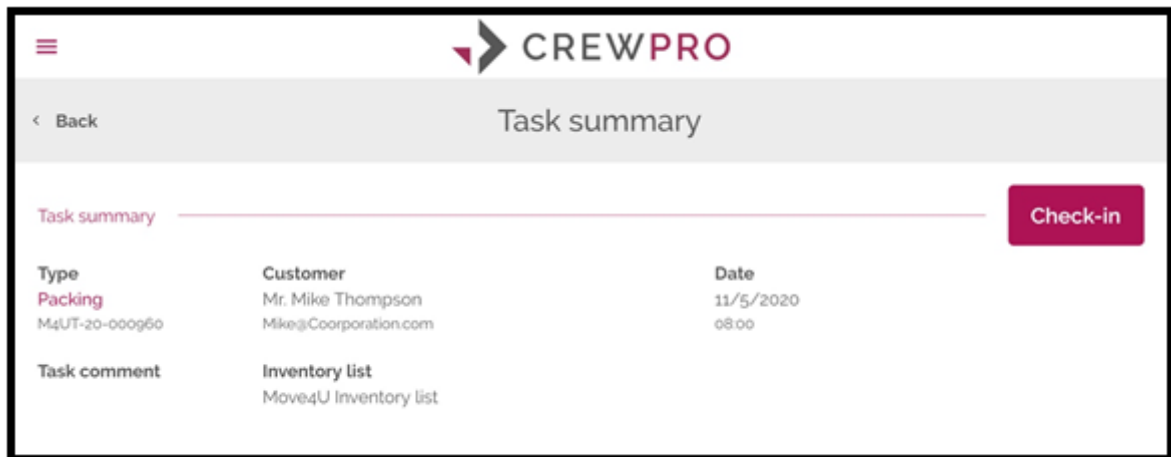 CREWPRO
< Back
Task summary
Task summary
Check-in
Type
Customer
Date
Packing
Mr. Mike Thompson
11/5/2020
M4UT-20-000960
Mike@Coorporation.com
08:00
Task comment
Inventory list
Move4U Inventory list